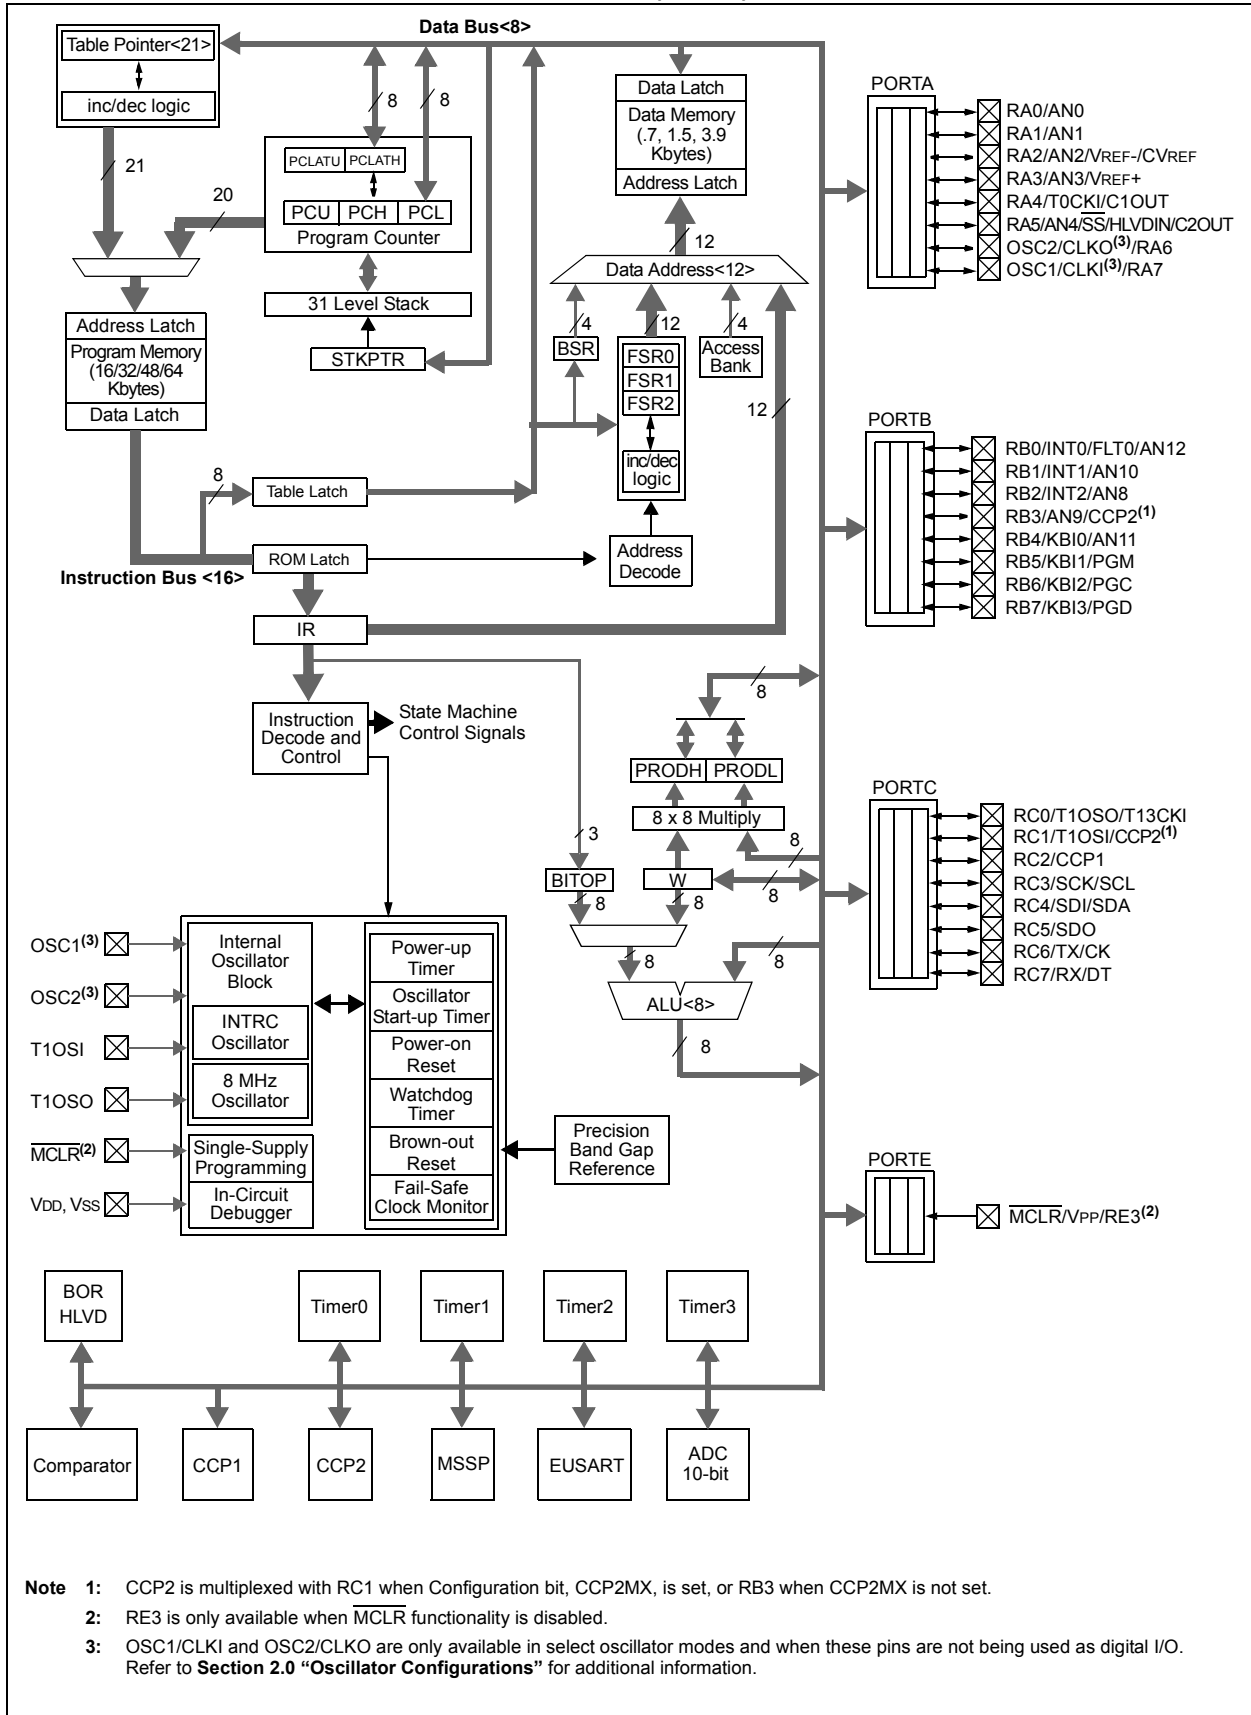 Data Bus<8>
Table Pointer<21>
inc/dec logic
21
20
8
8
PCLATU
PCLATH
PCU
PCH
PCL
Program Counter
31 Level Stack
STKPTR
Address Latch
Program Memory
(16/32/48/64
Kbytes)
Data Latch
8
Table Latch
ROM Latch
Instruction Bus <16>
IR
Data Latch
Data Memory
(.7, 1.5, 3.9
Kbytes)
Address Latch
12
Data Address<12>
4
12
4
BSR
FSR0
FSR1
FSR2
inc/dec
logic
Access
Bank
12
Address
Decode
Instruction
Decode and
Control
State Machine
Control Signals
8
PRODH
PRODL
8 x 8 Multiply
3
8
BITOP
W
8
8
8
8
8
ALU<8>
8
PORTA
RA0/AN0
RA1/AN1
RA2/AN2/VREF-/CVREF
RA3/AN3/VREF+
RA4/T0CKI/C1OUT
RA5/AN4/SS/HLVDIN/C2OUT
OSC2/CLKO(3)/RA6
OSC1/CLKI(3)/RA7
PORTB
RB0/INT0/FLT0/AN12
RB1/INT1/AN10
RB2/INT2/AN8
RB3/AN9/CCP2(1)
RB4/KBI0/AN11
RB5/KBI1/PGM
RB6/KBI2/PGC
RB7/KBI3/PGD
PORTC
RC0/T1OSO/T13CKI
RC1/T1OSI/CCP2(1)
RC2/CCP1
RC3/SCK/SCL
RC4/SDI/SDA
RC5/SDO
RC6/TX/CK
RC7/RX/DT
PORTE
MCLR/VPP/RE3(2)
OSC1(3)
OSC2(3)
T1OSI
T1OSO
MCLR(2)
VDD, VSS
Internal
Oscillator
Block
INTRC
Oscillator
8 MHz
Oscillator
Single-Supply
Programming
In-Circuit
Debugger
Power-up
Timer
Oscillator
Start-up Timer
Power-on
Reset
Watchdog
Timer
Brown-out
Reset
Fail-Safe
Clock Monitor
Precision
Band Gap
Reference
BOR
HLVD
Timer0
Timer1
Timer2
Timer3
Comparator
CCP1
CCP2
MSSP
EUSART
ADC
10-bit
Note 1: CCP2 is multiplexed with RC1 when Configuration bit, CCP2MX, is set, or RB3 when CCP2MX is not set.
2: RE3 is only available when MCLR functionality is disabled.
3: OSC1/CLKI and OSC2/CLKO are only available in select oscillator modes and when these pins are not being used as digital I/O.
Refer to Section 2.0 “Oscillator Configurations” for additional information.